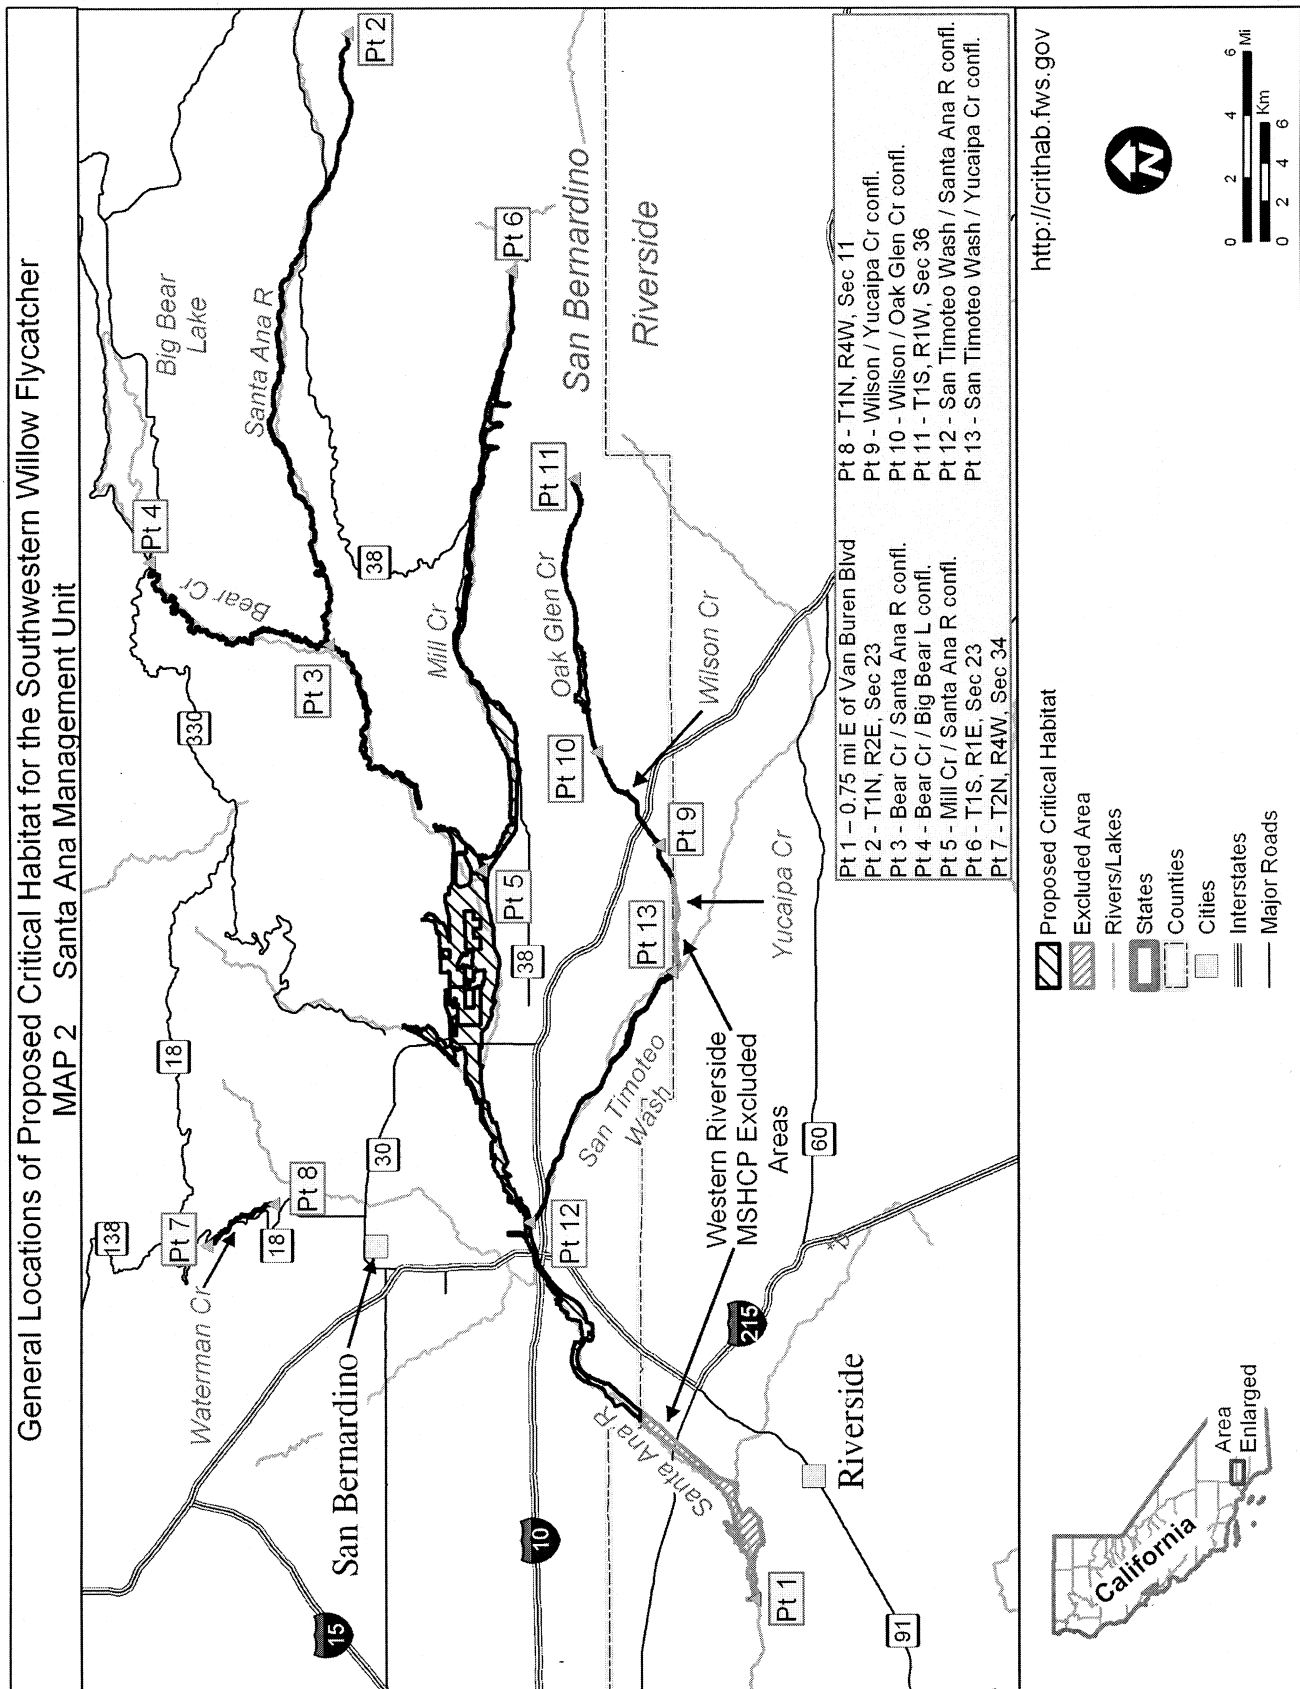 General Locations of Proposed Critical Habitat for the Southwestern Willow Flycatcher
MAP 2    Santa Ana Management Unit
Pt 2
Pt 4
Big Bear
Lake
Bear Cr
Santa Ana R
Pt 3
330
38
Pt 6
Mill Cr
18
138
Pt 7
Waterman Cr
18
Pt 8
30
San Bernardino
Pt 5
38
Pt 11
Oak Glen Cr
Pt 10
Wilson Cr
San Bernardino
Riverside
Pt 9
Pt 13
Yucaipa Cr
San Timoteo
Wash
Pt 12
Western Riverside
MSHCP Excluded
Areas
60
215
Santa Ana R
Riverside
10
15
Pt 1
91
Pt 1 – 0.75 mi E of Van Buren Blvd
Pt 2 - T1N, R2E, Sec 23
Pt 3 - Bear Cr / Santa Ana R confl.
Pt 4 - Bear Cr / Big Bear L confl.
Pt 5 - Mill Cr / Santa Ana R confl.
Pt 6 - T1S, R1E, Sec 23
Pt 7 - T2N, R4W, Sec 34
Pt 8 - T1N, R4W, Sec 11
Pt 9 - Wilson / Yucaipa Cr confl.
Pt 10 - Wilson / Oak Glen Cr confl.
Pt 11 - T1S, R1W, Sec 36
Pt 12 - San Timoteo Wash / Santa Ana R confl.
Pt 13 - San Timoteo Wash / Yucaipa Cr confl.
California
Area
Enlarged
Proposed Critical Habitat
Excluded Area
Rivers/Lakes
States
Counties
Cities
Interstates
Major Roads
http://crithab.fws.gov
N
0 2 4 6 Mi
Km
0 2 4 6